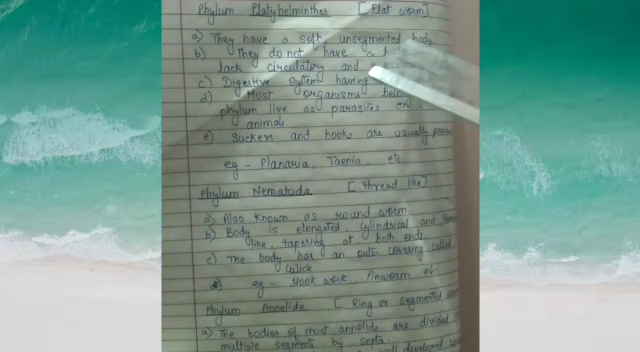 Phylum Platyhelminthes [Flat worm]
a) They have a soft, unsegmented body
b) They do not have a
lack circulatory and
c) Digestive system having
d) Most organisms
phylum live as parasites on
animals.
e) Suckers and hooks are usually
eg - Planaria, Taenia etc
Phylum Nematoda [thread like]
a) Also known as round worm
b) Body is elongated, cylindrical and
like, tapering at both ends.
c) The body has an outer covering called
cuticle
eg - Hook work, Pinworm etc
Phylum Annelida [Ring or segmented
a) The bodies of most annelids are divided
multiple segments by septa.
well developed,